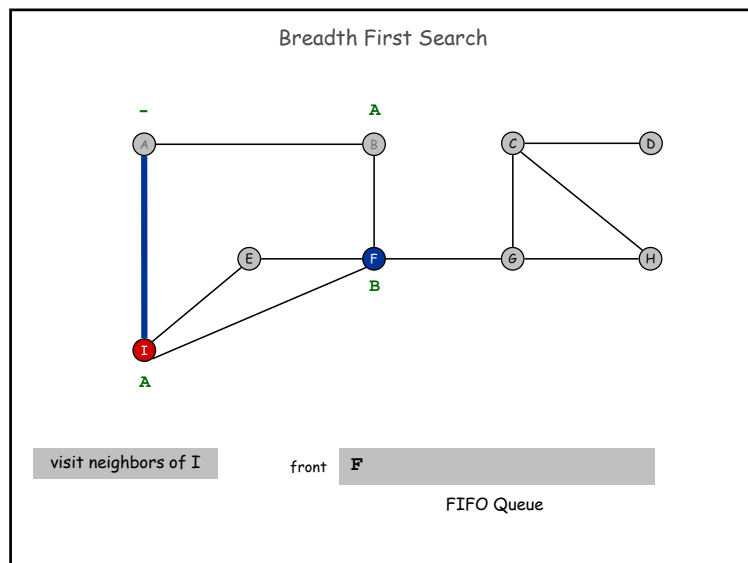 Breadth First Search
- A
A B C D
E F G H
B
I
A
visit neighbors of I
front F
FIFO Queue